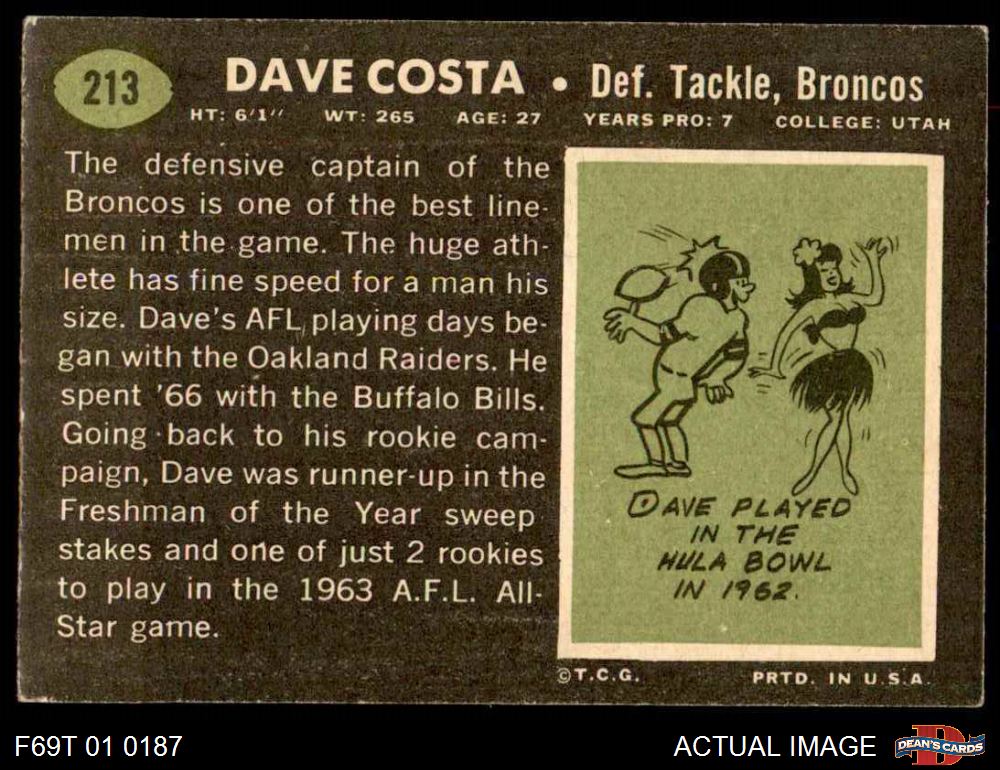 213
DAVE COSTA • Def. Tackle, Broncos
HT: 6'1" WT: 265 AGE: 27 YEARS PRO: 7 COLLEGE: UTAH
The defensive captain of the
Broncos is one of the best line-
men in the game. The huge ath-
lete has fine speed for a man his
size. Dave's AFL playing days be-
gan with the Oakland Raiders. He
spent '66 with the Buffalo Bills.
Going back to his rookie cam-
paign, Dave was runner-up in the
Freshman of the Year sweep
stakes and one of just 2 rookies
to play in the 1963 A.F.L. All-
Star game.
DAVE PLAYED
IN THE
HULA BOWL
IN 1962.
©T.C.G. PRTD. IN U.S.A.
F69T 01 0187
ACTUAL IMAGE
D
DEAN'S CARDS